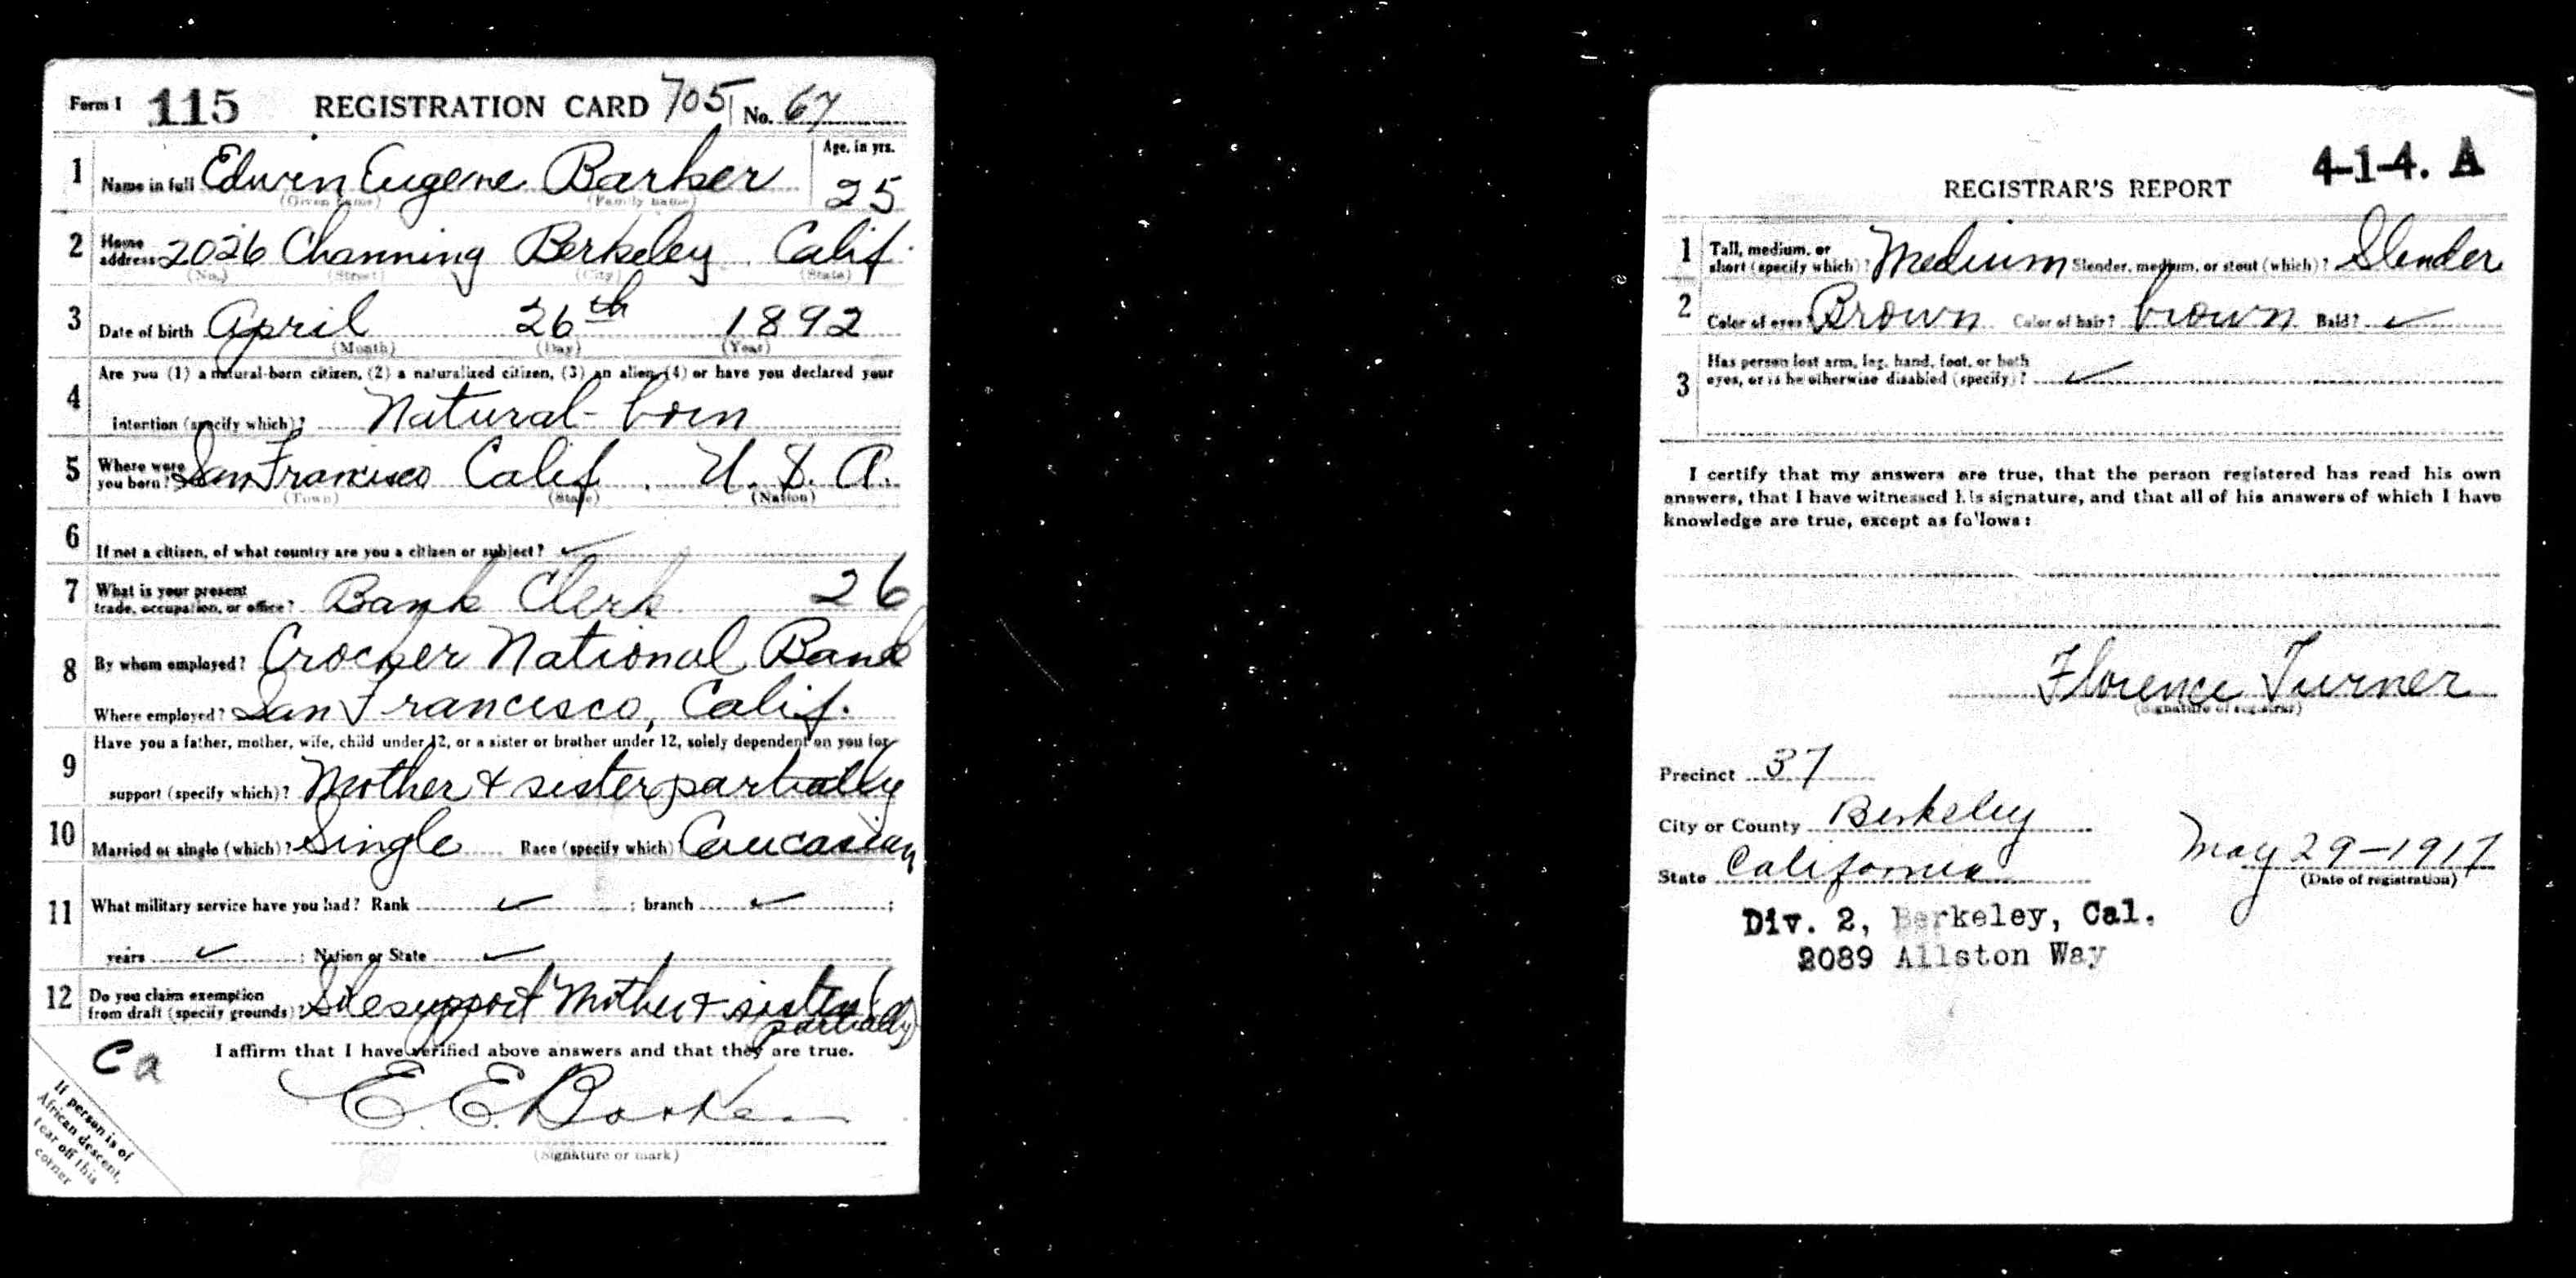 Form 1 115 REGISTRATION CARD 705 No. 67
1 Name in full Edwin Eugene Barker Age, in yrs. 25
(Given name) (Family name)
2 Home address 2026 Channing Berkeley Calif.
(No.) (Street) (City) (State)
3 Date of birth April 26th 1892
(Month) (Day) (Year)
4 Are you (1) a natural-born citizen, (2) a naturalized citizen, (3) an alien, (4) or have you declared your
intention (specify which)? Natural-born
5 Where were you born? San Francisco Calif. U. S. A.
(Town) (State) (Nation)
6 If not a citizen, of what country are you a citizen or subject? ✓
7 What is your present trade, occupation, or office? Bank Clerk 26
8 By whom employed? Crocker National Bank
Where employed? San Francisco, Calif.
9 Have you a father, mother, wife, child under 12, or a sister or brother under 12, solely dependent on you for
support (specify which)? Mother & sister partially
10 Married or single (which)? Single Race (specify which) Caucasian
11 What military service have you had? Rank ✓ ; branch ✓ ;
years ✓ ; Nation or State ✓
12 Do you claim exemption from draft (specify grounds)? support Mother & sister (partially)
I affirm that I have verified above answers and that they are true.
Ca
E. E. Barker
(Signature or mark)
If person is of
African descent,
tear off this
corner
4-1-4. A
REGISTRAR'S REPORT
1 Tall, medium, or short (specify which)? Medium Slender, medium, or stout (which)? Slender
2 Color of eyes? Brown Color of hair? brown Bald? ✓
3 Has person lost arm, leg, hand, foot, or both
eyes, or is he otherwise disabled (specify)? ✓
I certify that my answers are true, that the person registered has read his own
answers, that I have witnessed his signature, and that all of his answers of which I have
knowledge are true, except as follows:
Florence Turner
(Signature of registrar)
Precinct 37
City or County Berkeley
State California May 29-1917
(Date of registration)
Div. 2, Berkeley, Cal.
2089 Allston Way